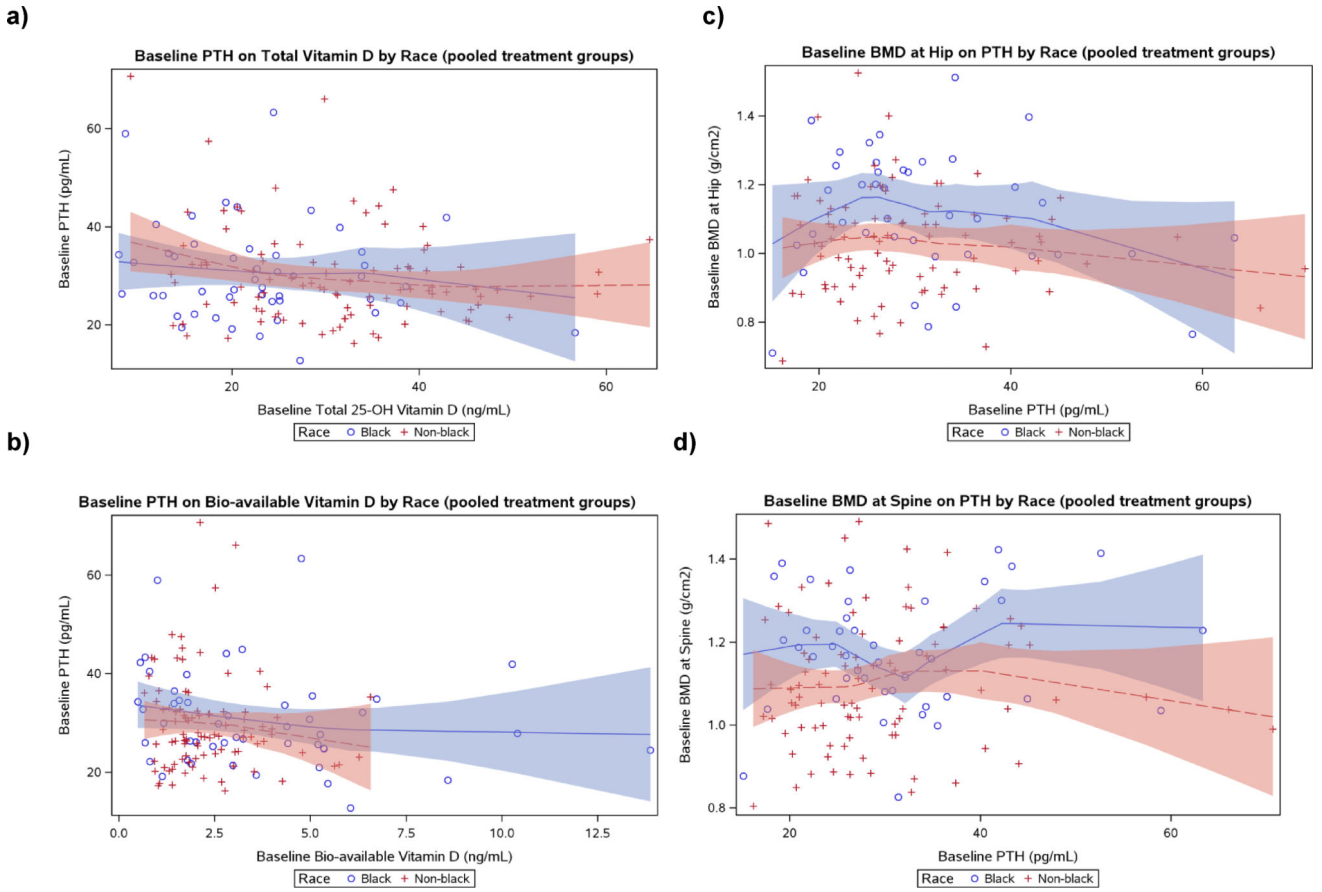 a)
Baseline PTH on Total Vitamin D by Race (pooled treatment groups)
Baseline PTH (pg/mL)
60
40
20
20
40
60
Baseline Total 25-OH Vitamin D (ng/mL)
Race Black Non-black
b)
Baseline PTH on Bio-available Vitamin D by Race (pooled treatment groups)
Baseline PTH (pg/mL)
60
40
20
0.0
2.5
5.0
7.5
10.0
12.5
Baseline Bio-available Vitamin D (ng/mL)
Race Black Non-black
c)
Baseline BMD at Hip on PTH by Race (pooled treatment groups)
Baseline BMD at Hip (g/cm2)
1.4
1.2
1.0
0.8
20
40
60
Baseline PTH (pg/mL)
Race Black Non-black
d)
Baseline BMD at Spine on PTH by Race (pooled treatment groups)
Baseline BMD at Spine (g/cm2)
1.4
1.2
1.0
0.8
20
40
60
Baseline PTH (pg/mL)
Race Black Non-black